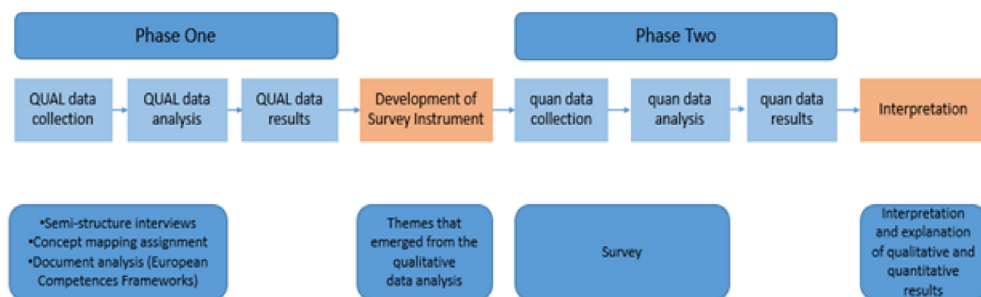 Phase One
Phase Two
QUAL data
collection
QUAL data
analysis
QUAL data
results
Development of
Survey Instrument
quan data
collection
quan data
analysis
quan data
results
Interpretation
•Semi-structure interviews
•Concept mapping assignment
•Document analysis (European
Competences Frameworks)
Themes that
emerged from the
qualitative
data analysis
Survey
Interpretation
and explanation
of qualitative and
quantitative
results